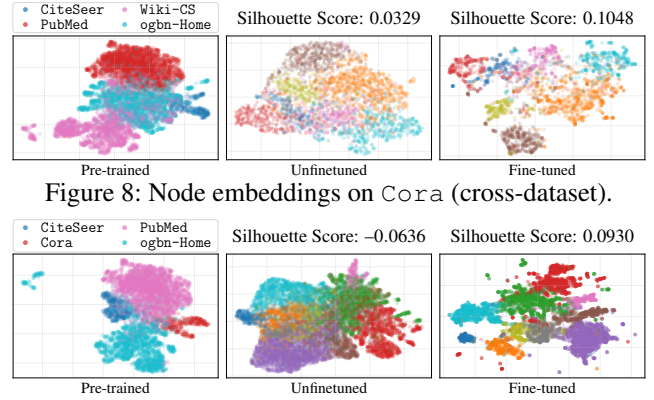 CiteSeer Wiki-CS
PubMed ogbn-Home
Silhouette Score: 0.0329
Silhouette Score: 0.1048
Pre-trained
Unfinetuned
Fine-tuned
Figure 8: Node embeddings on Cora (cross-dataset).
CiteSeer PubMed
Cora ogbn-Home
Silhouette Score: –0.0636
Silhouette Score: 0.0930
Pre-trained
Unfinetuned
Fine-tuned